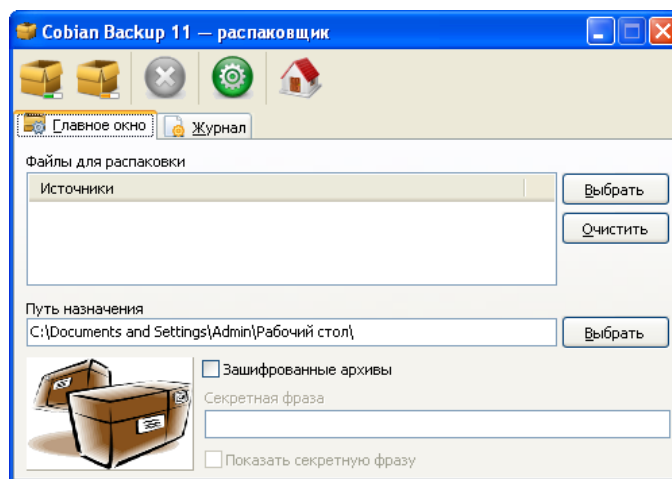 Cobian Backup 11 — распаковщик
Главное окно
Журнал
Файлы для распаковки
Источники
Выбрать
Очистить
Путь назначения
C:\Documents and Settings\Admin\Рабочий стол\
Выбрать
Зашифрованные архивы
Секретная фраза
Показать секретную фразу